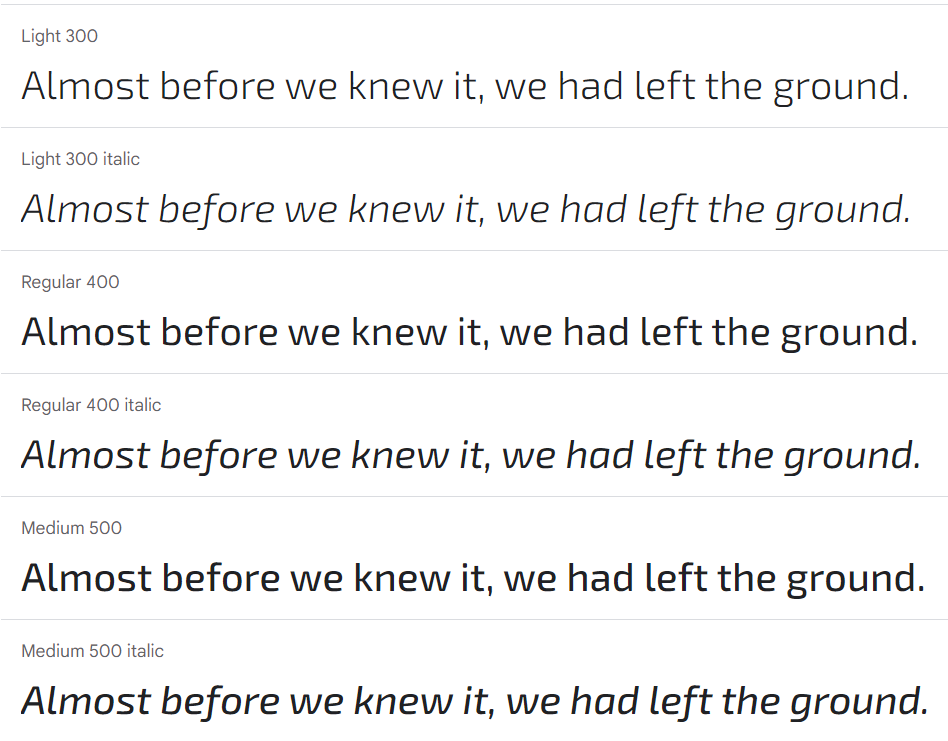 Light 300
Almost before we knew it, we had left the ground.
Light 300 italic
Almost before we knew it, we had left the ground.
Regular 400
Almost before we knew it, we had left the ground.
Regular 400 italic
Almost before we knew it, we had left the ground.
Medium 500
Almost before we knew it, we had left the ground.
Medium 500 italic
Almost before we knew it, we had left the ground.